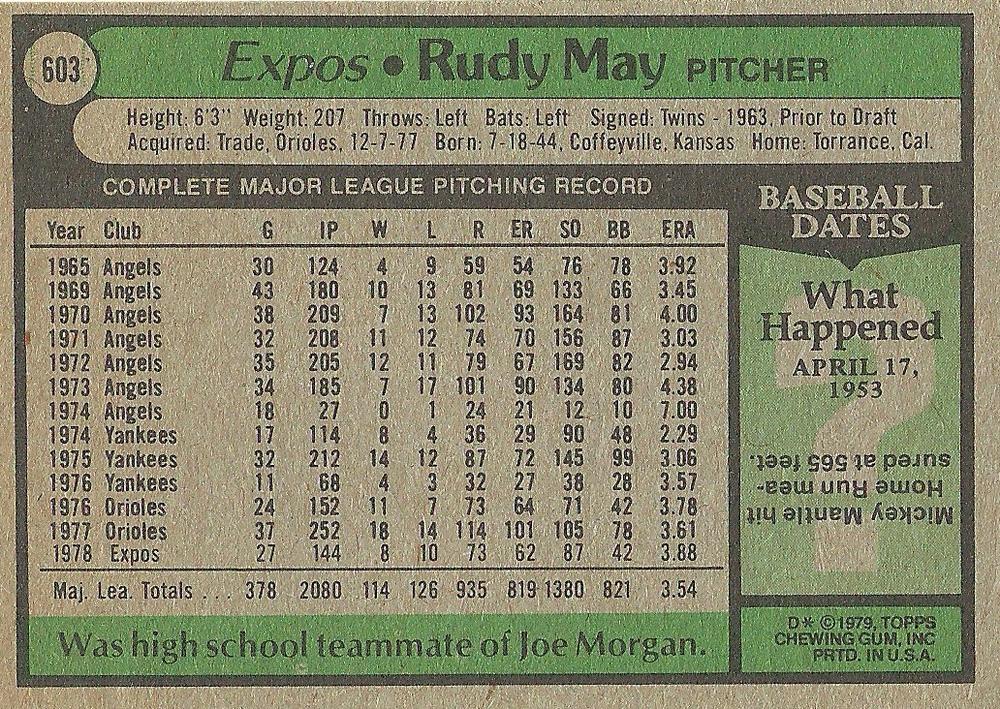 603
Expos • Rudy May PITCHER
Height: 6'3" Weight: 207 Throws: Left Bats: Left Signed: Twins - 1963, Prior to Draft
Acquired: Trade, Orioles, 12-7-77 Born: 7-18-44, Coffeyville, Kansas Home: Torrance, Cal.
COMPLETE MAJOR LEAGUE PITCHING RECORD
Year Club G IP W L R ER SO BB ERA
1965 Angels 30 124 4 9 59 54 76 78 3.92
1969 Angels 43 180 10 13 81 69 133 66 3.45
1970 Angels 38 209 7 13 102 93 164 81 4.00
1971 Angels 32 208 11 12 74 70 156 87 3.03
1972 Angels 35 205 12 11 79 67 169 82 2.94
1973 Angels 34 185 7 17 101 90 134 80 4.38
1974 Angels 18 27 0 1 24 21 12 10 7.00
1974 Yankees 17 114 8 4 36 29 90 48 2.29
1975 Yankees 32 212 14 12 87 72 145 99 3.06
1976 Yankees 11 68 4 3 32 27 38 28 3.57
1976 Orioles 24 152 11 7 73 64 71 42 3.78
1977 Orioles 37 252 18 14 114 101 105 78 3.61
1978 Expos 27 144 8 10 73 62 87 42 3.88
Maj. Lea. Totals ... 378 2080 114 126 935 819 1380 821 3.54
Was high school teammate of Joe Morgan.
BASEBALL
DATES
What
Happened
APRIL 17,
1953
?
Mickey Mantle hit
Home Run mea-
sured at 565 feet.
D* ©1979, TOPPS
CHEWING GUM, INC
PRTD. IN U.S.A.